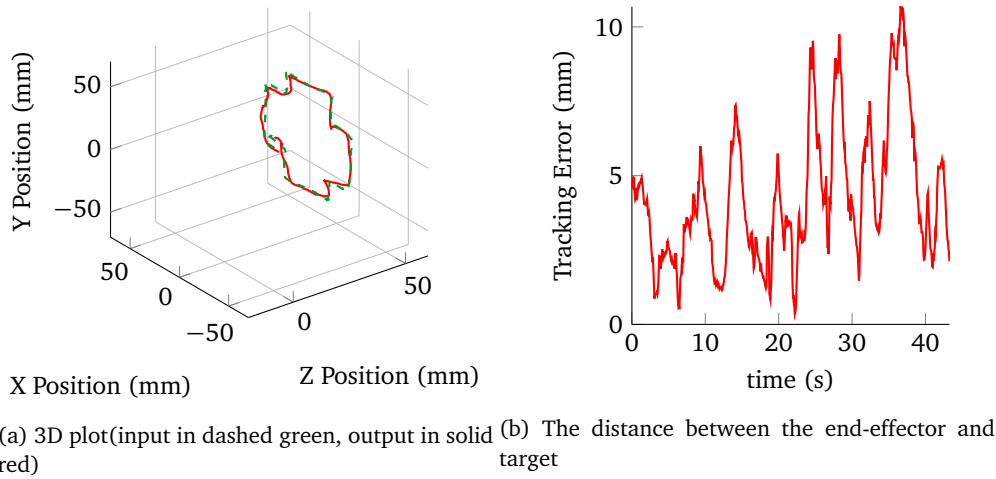 50
0
−50
Y Position (mm)
50
0
−50
X Position (mm)
0
50
Z Position (mm)
10
5
0
Tracking Error (mm)
0 10 20 30 40
time (s)
(a) 3D plot(input in dashed green, output in solid
red)
(b) The distance between the end-effector and
target